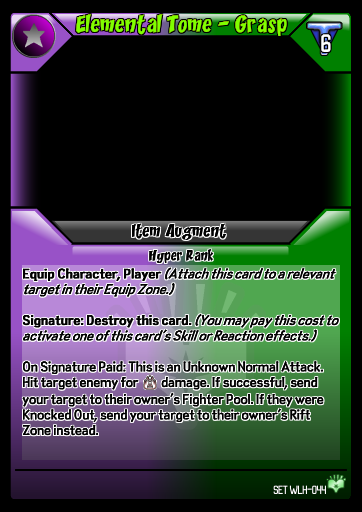 Elemental Tome - Grasp
6
Item Augment
Hyper Rank
Equip Character, Player (Attach this card to a relevant
target in their Equip Zone.)
Signature: Destroy this card. (You may pay this cost to
activate one of this card's Skill or Reaction effects.)
On Signature Paid: This is an Unknown Normal Attack.
Hit target enemy for damage. If successful, send
your target to their owner's Fighter Pool. If they were
Knocked Out, send your target to their owner's Rift
Zone instead.
SET WLH-044